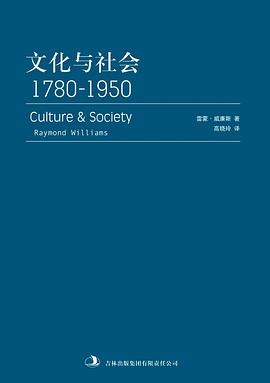 文化与社会
1780-1950
Culture & Society
Raymond Williams
雷蒙·威廉斯 著
高晓玲 译
吉林出版集团有限责任公司